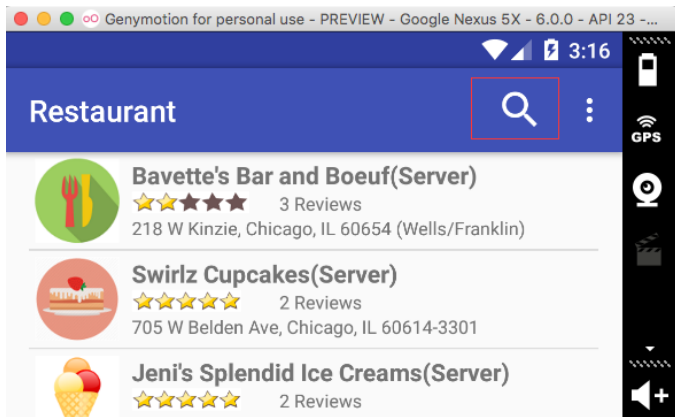 Genymotion for personal use - PREVIEW - Google Nexus 5X - 6.0.0 - API 23 -...
3:16
Restaurant
GPS
Bavette's Bar and Boeuf(Server)
3 Reviews
218 W Kinzie, Chicago, IL 60654 (Wells/Franklin)
Swirlz Cupcakes(Server)
2 Reviews
705 W Belden Ave, Chicago, IL 60614-3301
Jeni's Splendid Ice Creams(Server)
2 Reviews